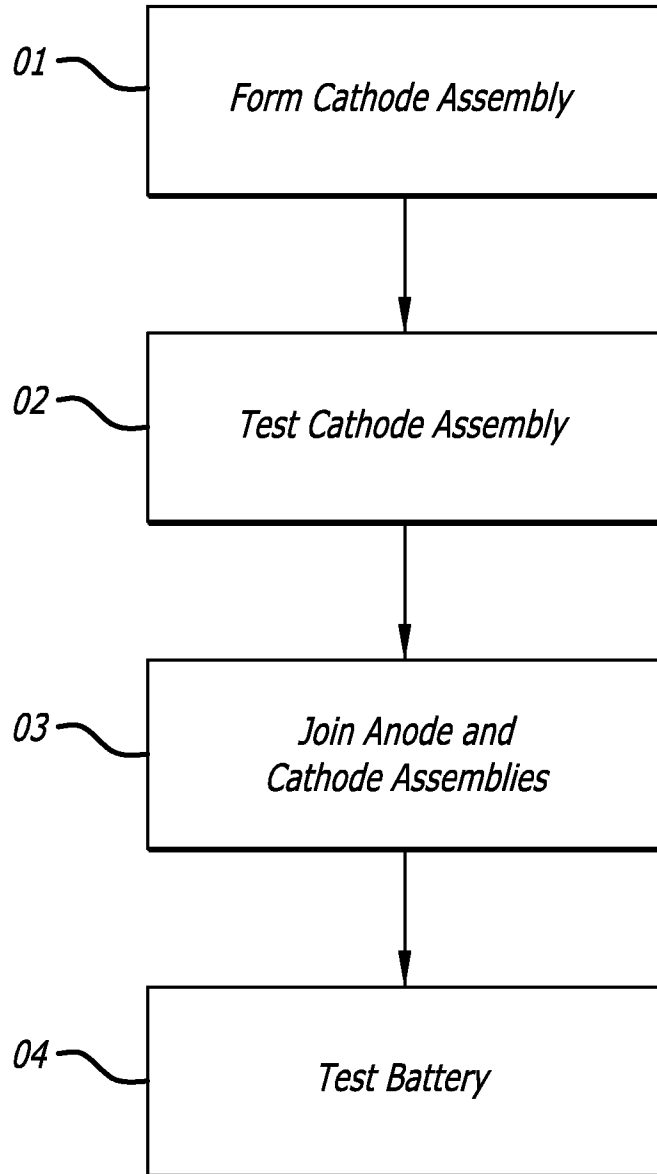 01
Form Cathode Assembly
02
Test Cathode Assembly
03
Join Anode and
Cathode Assemblies
04
Test Battery